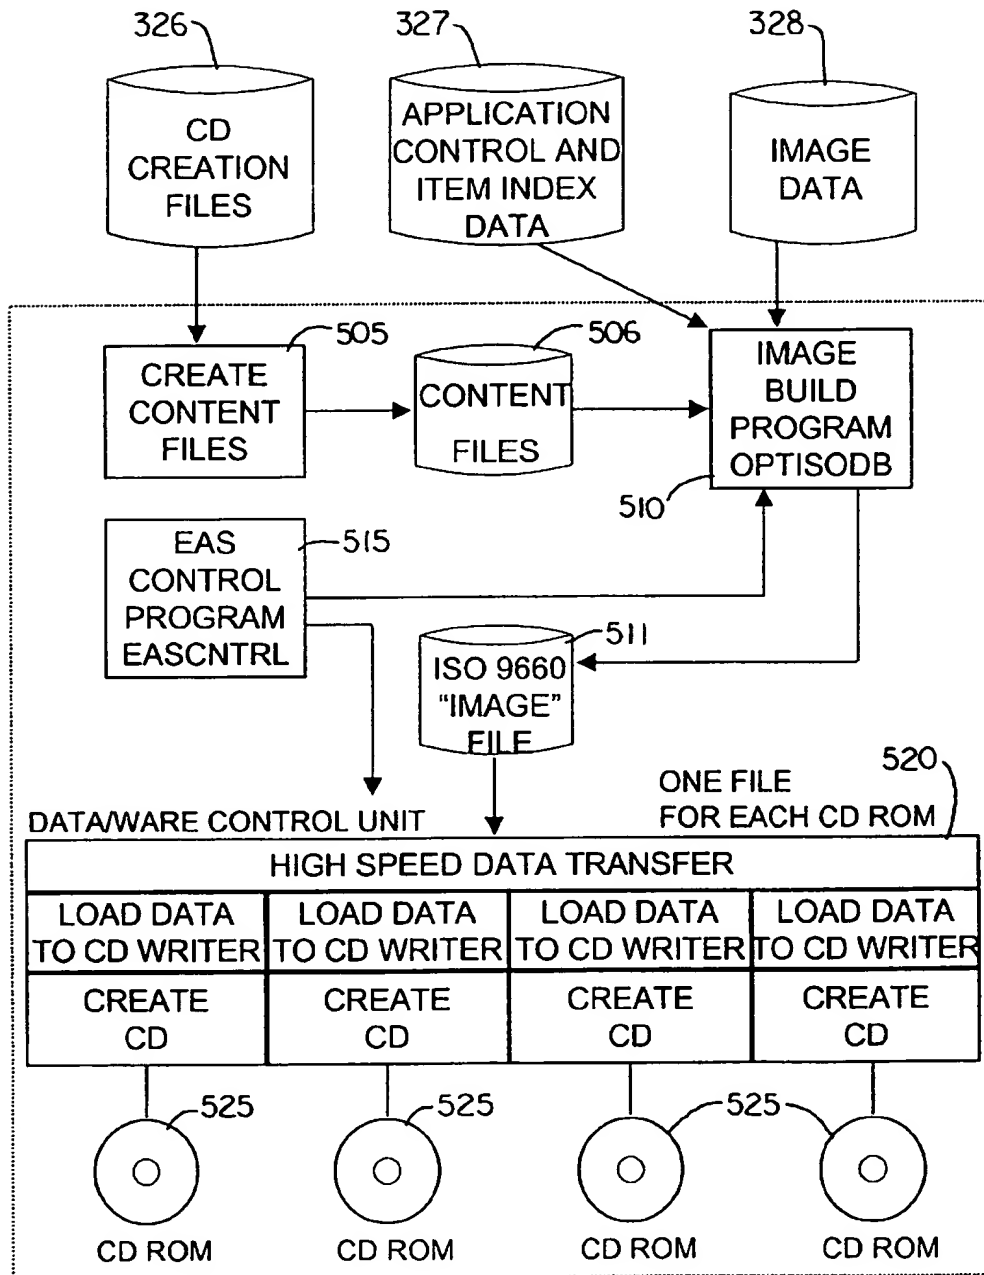 326
327
328
CD
CREATION
FILES
APPLICATION
CONTROL AND
ITEM INDEX
DATA
IMAGE
DATA
505
506
CREATE
CONTENT
FILES
CONTENT
FILES
IMAGE
BUILD
PROGRAM
OPTISODB
510
515
EAS
CONTROL
PROGRAM
EASCNTRL
511
ISO 9660
“IMAGE”
FILE
520
DATA/WARE CONTROL UNIT
ONE FILE
FOR EACH CD ROM
HIGH SPEED DATA TRANSFER
LOAD DATA
TO CD WRITER
LOAD DATA
TO CD WRITER
LOAD DATA
TO CD WRITER
LOAD DATA
TO CD WRITER
CREATE
CD
CREATE
CD
CREATE
CD
CREATE
CD
525
525
525
CD ROM
CD ROM
CD ROM
CD ROM